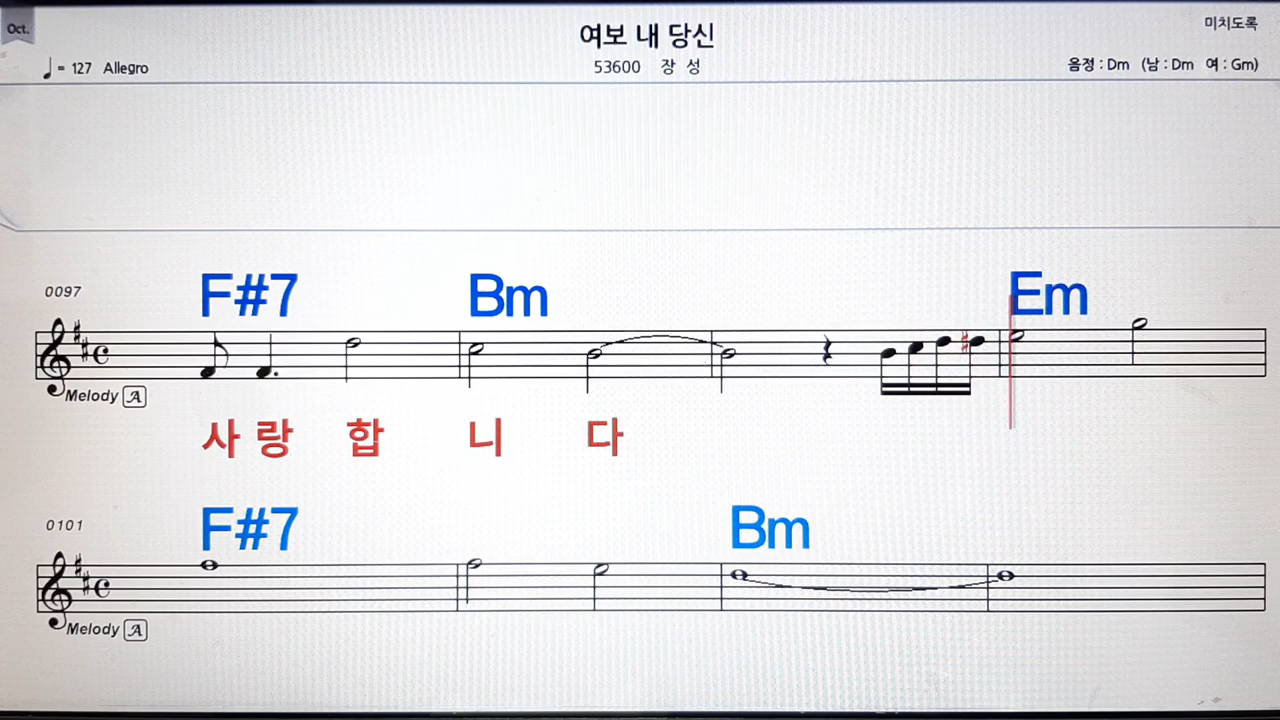 Oct.
여보 내 당신
미치도록
♩= 127 Allegro
53600 장 성
음정 : Dm (남 : Dm 여 : Gm)
0097
F#7 Bm Em
Melody A
사 랑 합 니 다
0101
F#7 Bm
Melody A